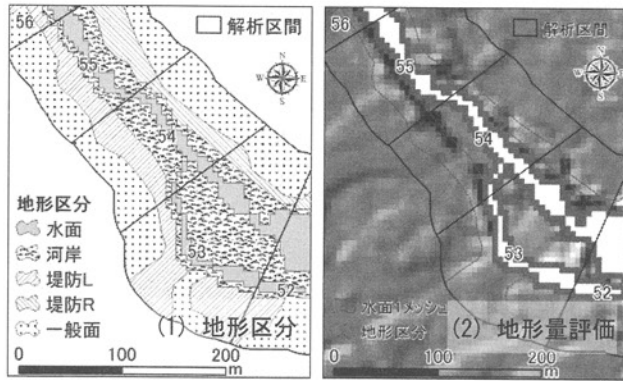 56
解析区間
N
W E
S
55
54
地形区分
水面
河岸
堤防L
堤防R
一般面
53
52
(1) 地形区分
0 100 200
m
56
解析区間
N
W E
S
55
54
53
52
水面1メッシュ
地形区分
(2) 地形量評価
0 100 200
m